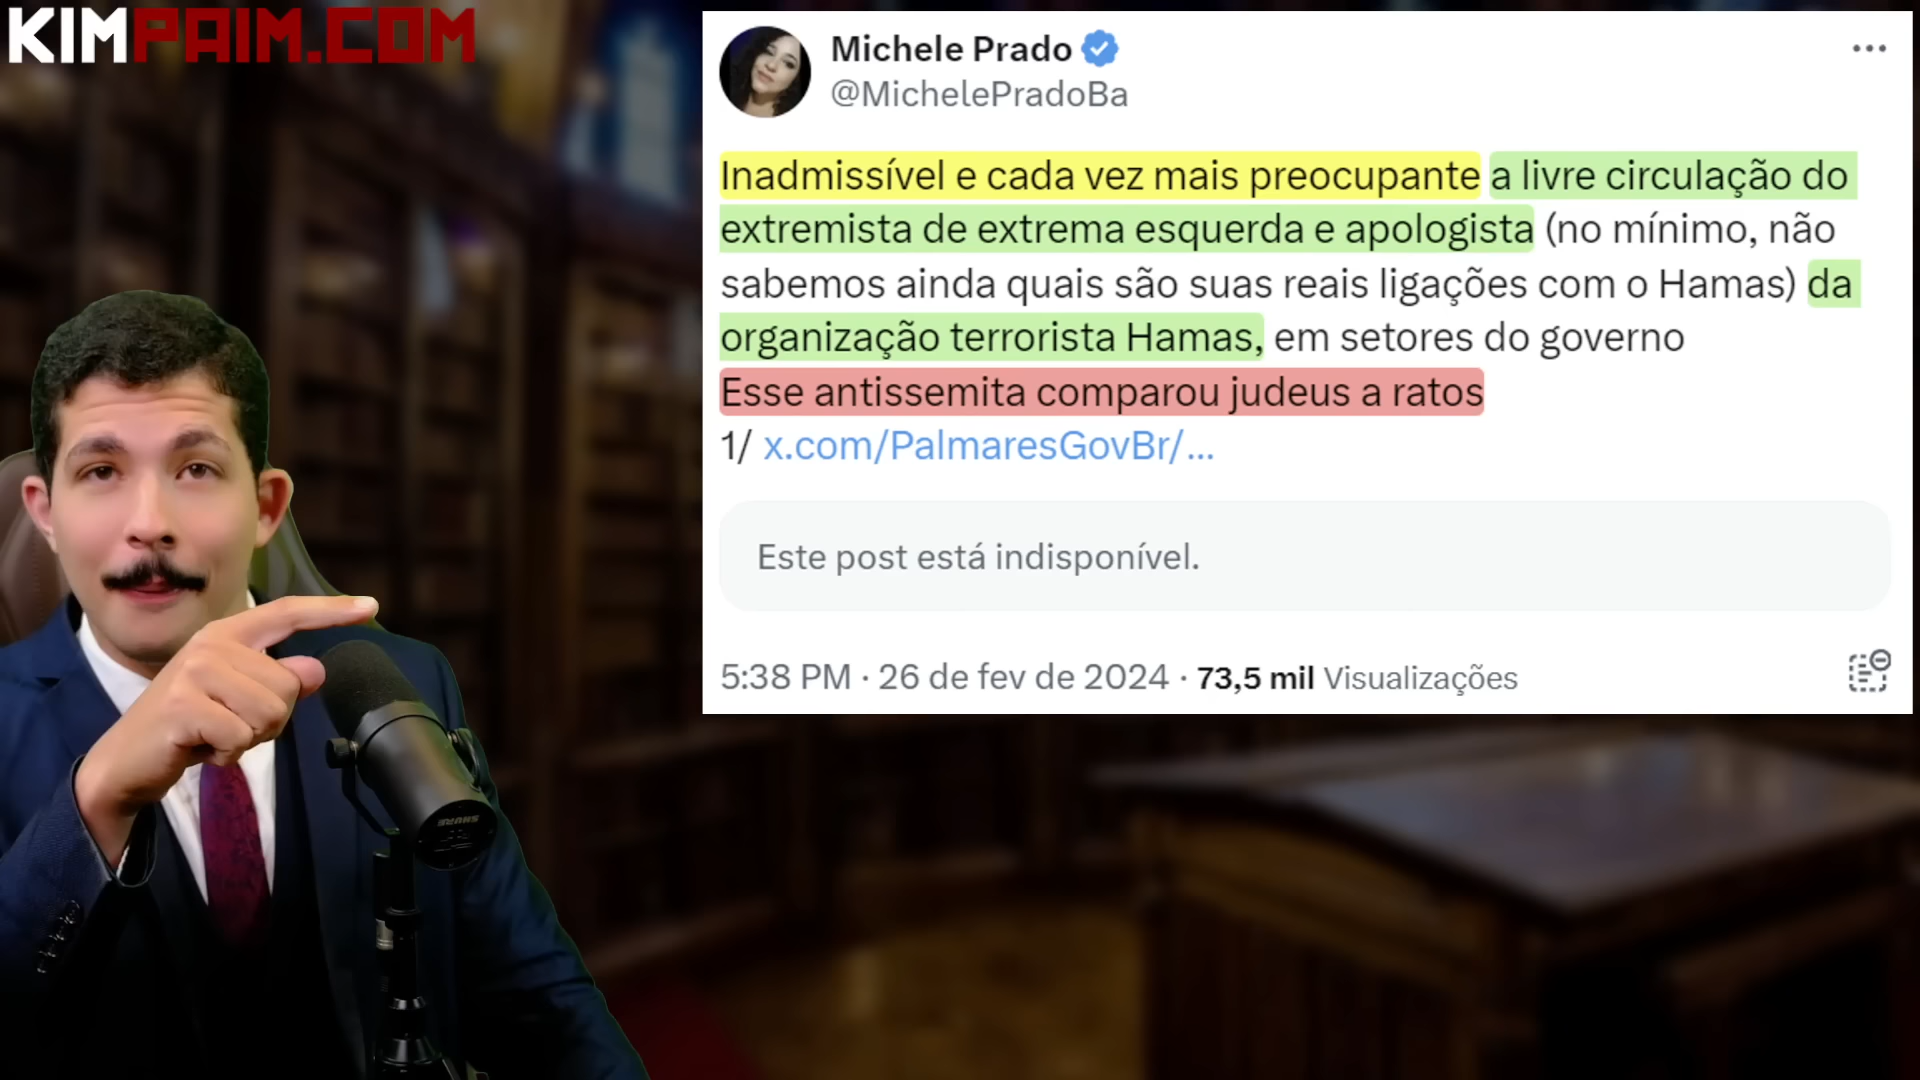 KIMPAIM.COM
Michele Prado
@MichelePradoBa
Inadmissível e cada vez mais preocupante a livre circulação do
extremista de extrema esquerda e apologista (no mínimo, não
sabemos ainda quais são suas reais ligações com o Hamas) da
organização terrorista Hamas, em setores do governo
Esse antissemita comparou judeus a ratos
1/ x.com/PalmaresGovBr/...
Este post está indisponível.
5:38 PM · 26 de fev de 2024 · 73,5 mil Visualizações
SHURE